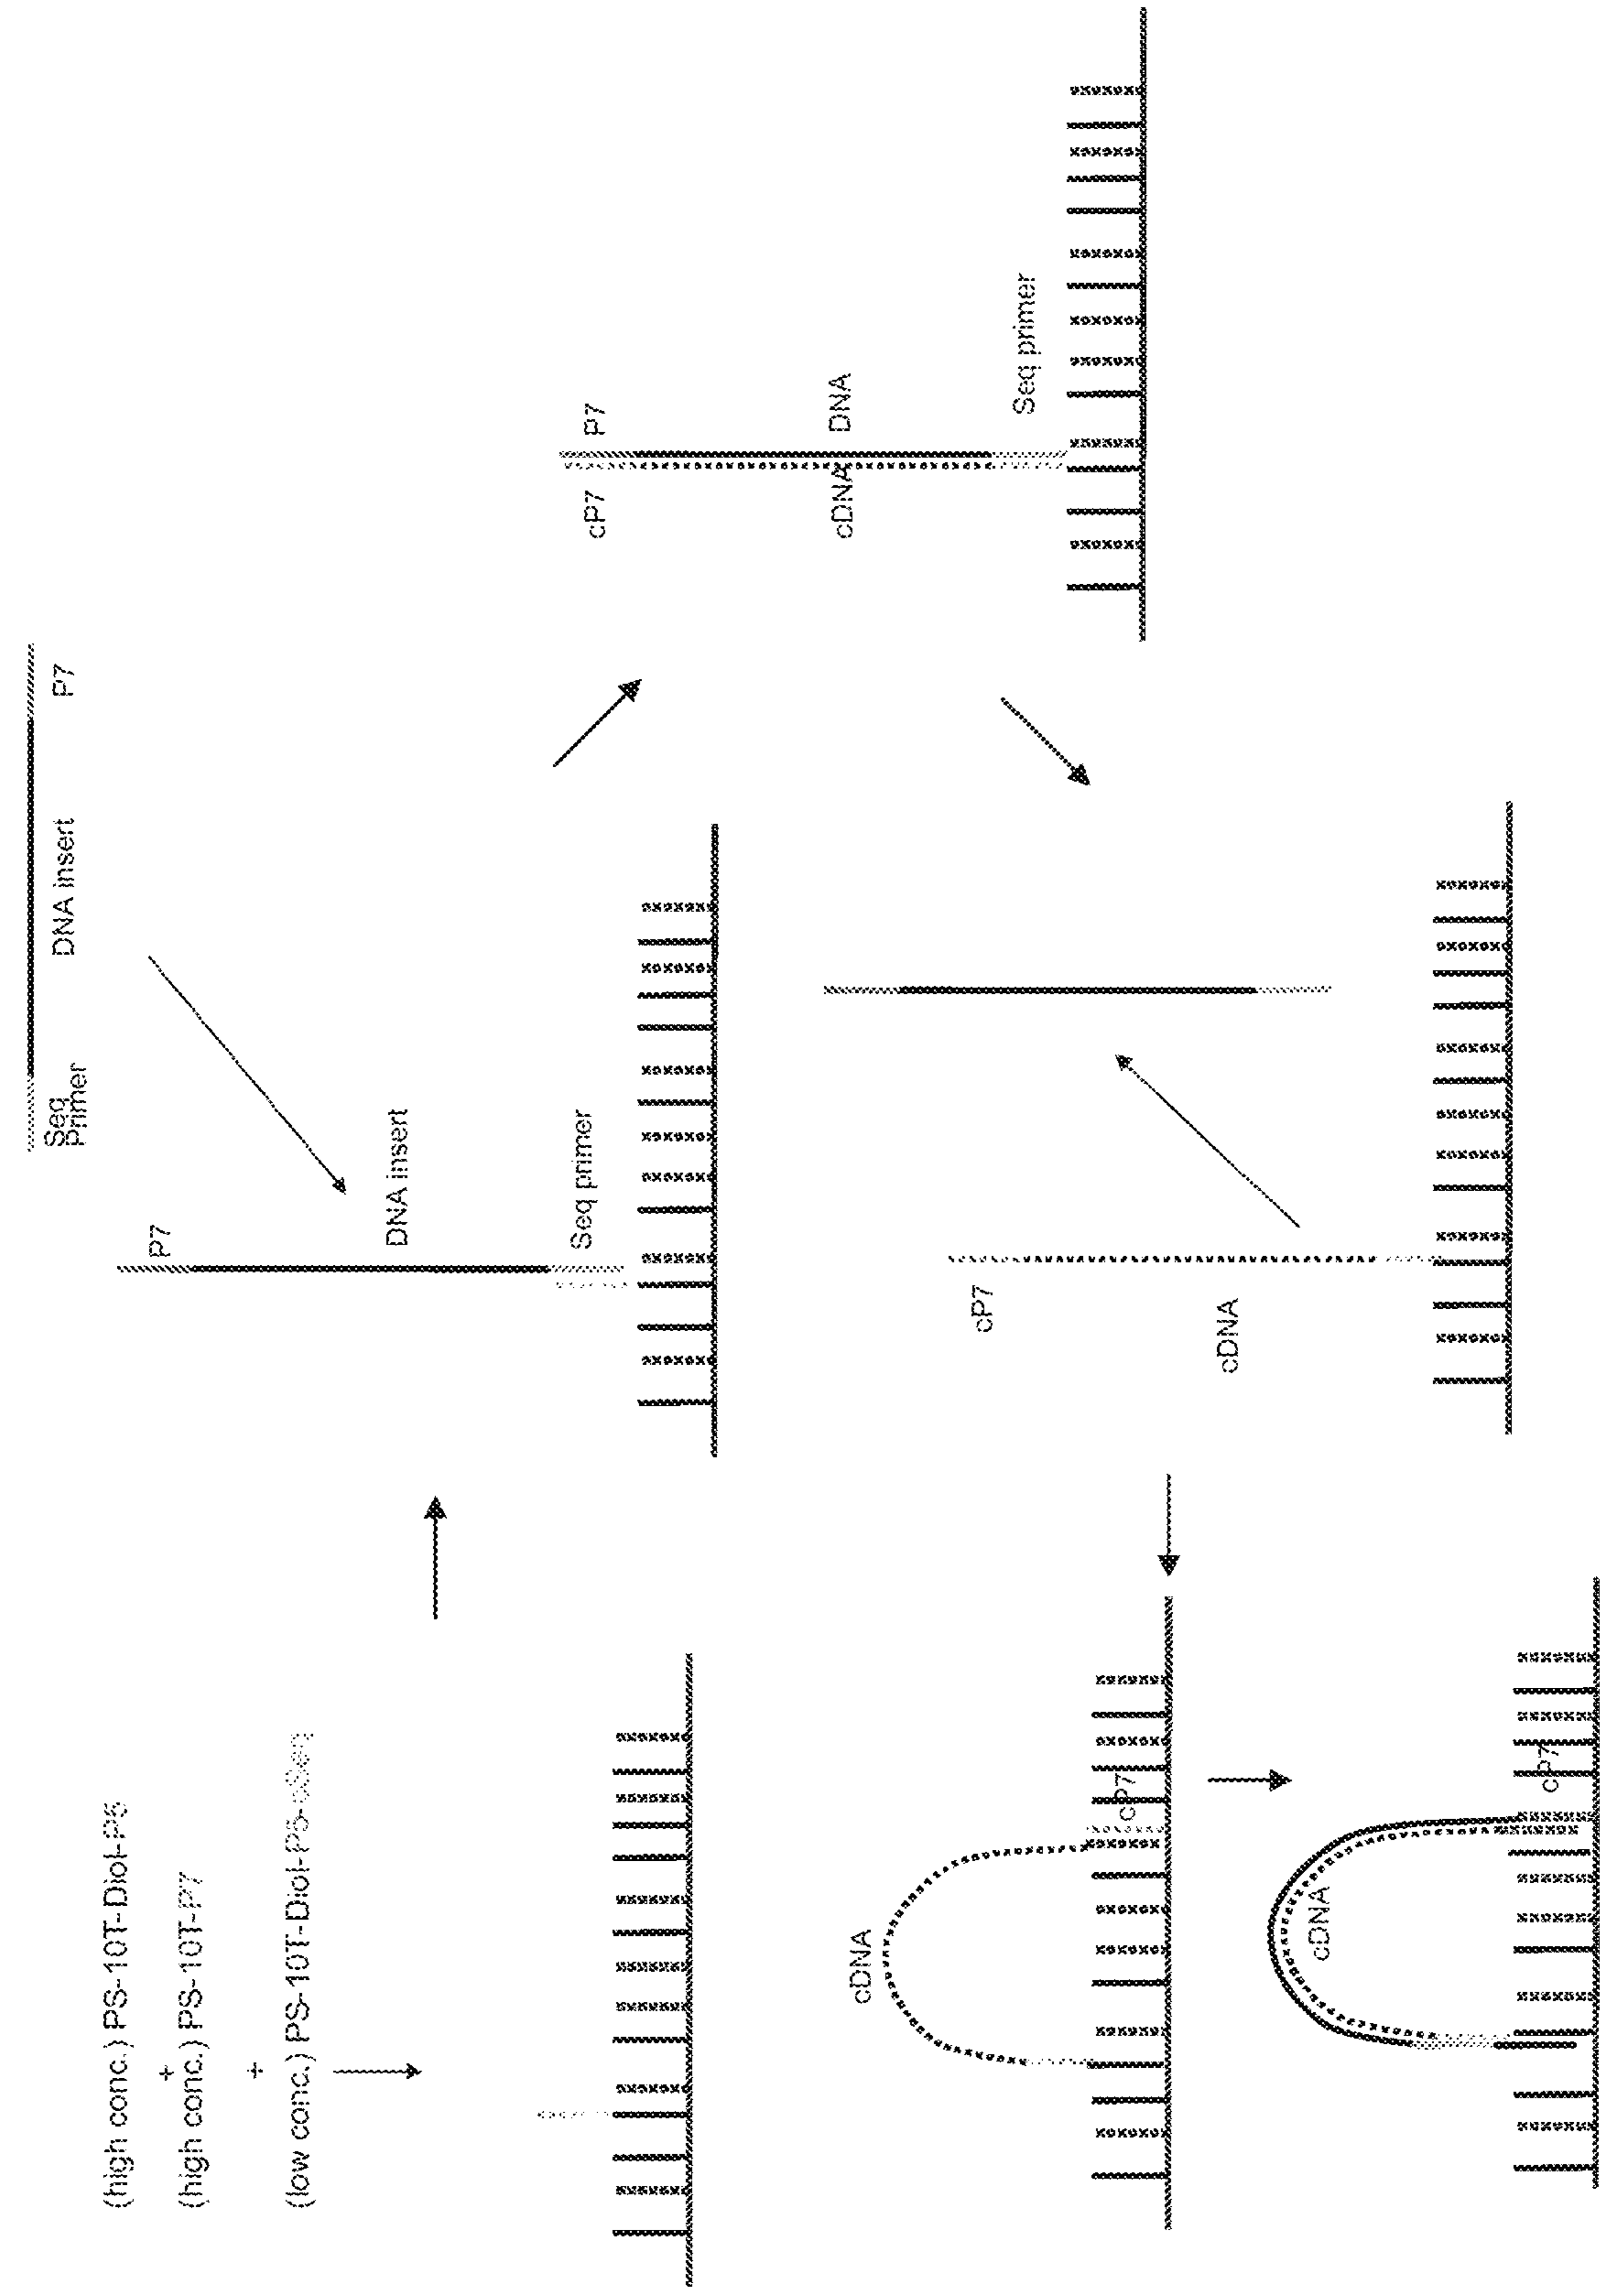 (high conc.) PS-10T-Diol-P5
+
(high conc.) PS-10T-P7
+
(low conc.) PS-10T-Diol-P5-cSeq
Seq
Primer
DNA insert
P7
P7
DNA insert
Seq primer
cP7
P7
cDNA
DNA
Seq primer
cP7
cDNA
cDNA
cP7
cDNA
cP7